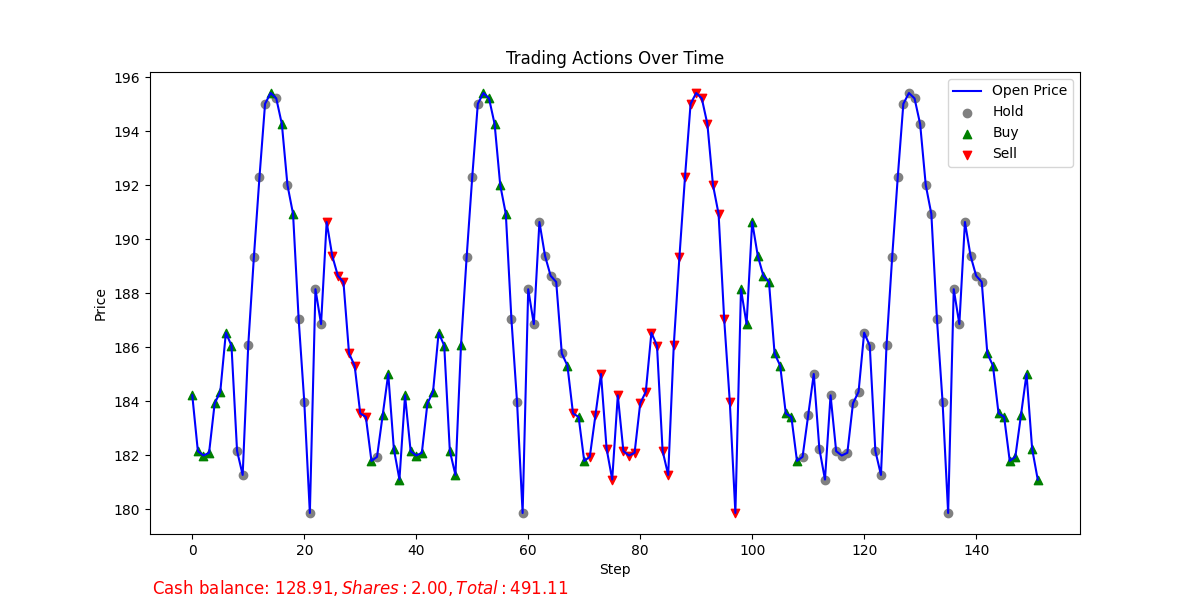 Trading Actions Over Time
196
194
192
190
188
186
184
182
180
Price
Open Price
Hold
Buy
Sell
0 20 40 60 80 100 120 140
Step
Cash balance: 128.91, Shares : 2.00, Total : 491.11